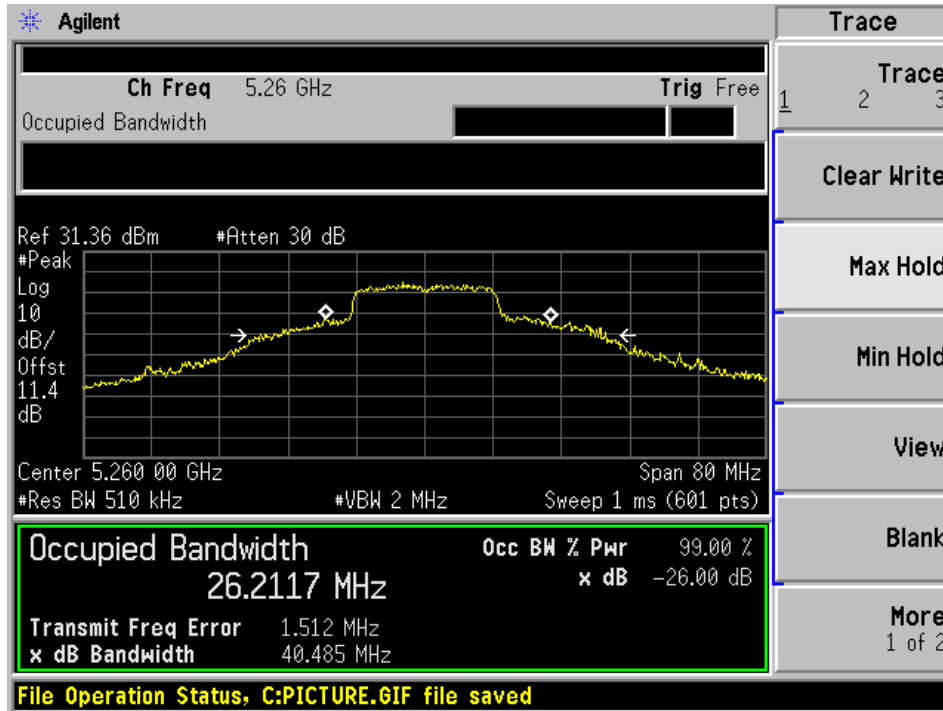 Agilent
Trace
Ch Freq 5.26 GHz Trig Free
Occupied Bandwidth
Trace
1 2 3
Clear Write
Max Hold
Min Hold
View
Blank
More
1 of 2
Ref 31.36 dBm #Atten 30 dB
#Peak
Log
10
dB/
Offst
11.4
dB
Center 5.260 00 GHz Span 80 MHz
#Res BW 510 kHz #VBW 2 MHz Sweep 1 ms (601 pts)
Occupied Bandwidth Occ BW % Pwr 99.00 %
26.2117 MHz x dB -26.00 dB
Transmit Freq Error 1.512 MHz
x dB Bandwidth 40.485 MHz
File Operation Status, C:PICTURE.GIF file saved